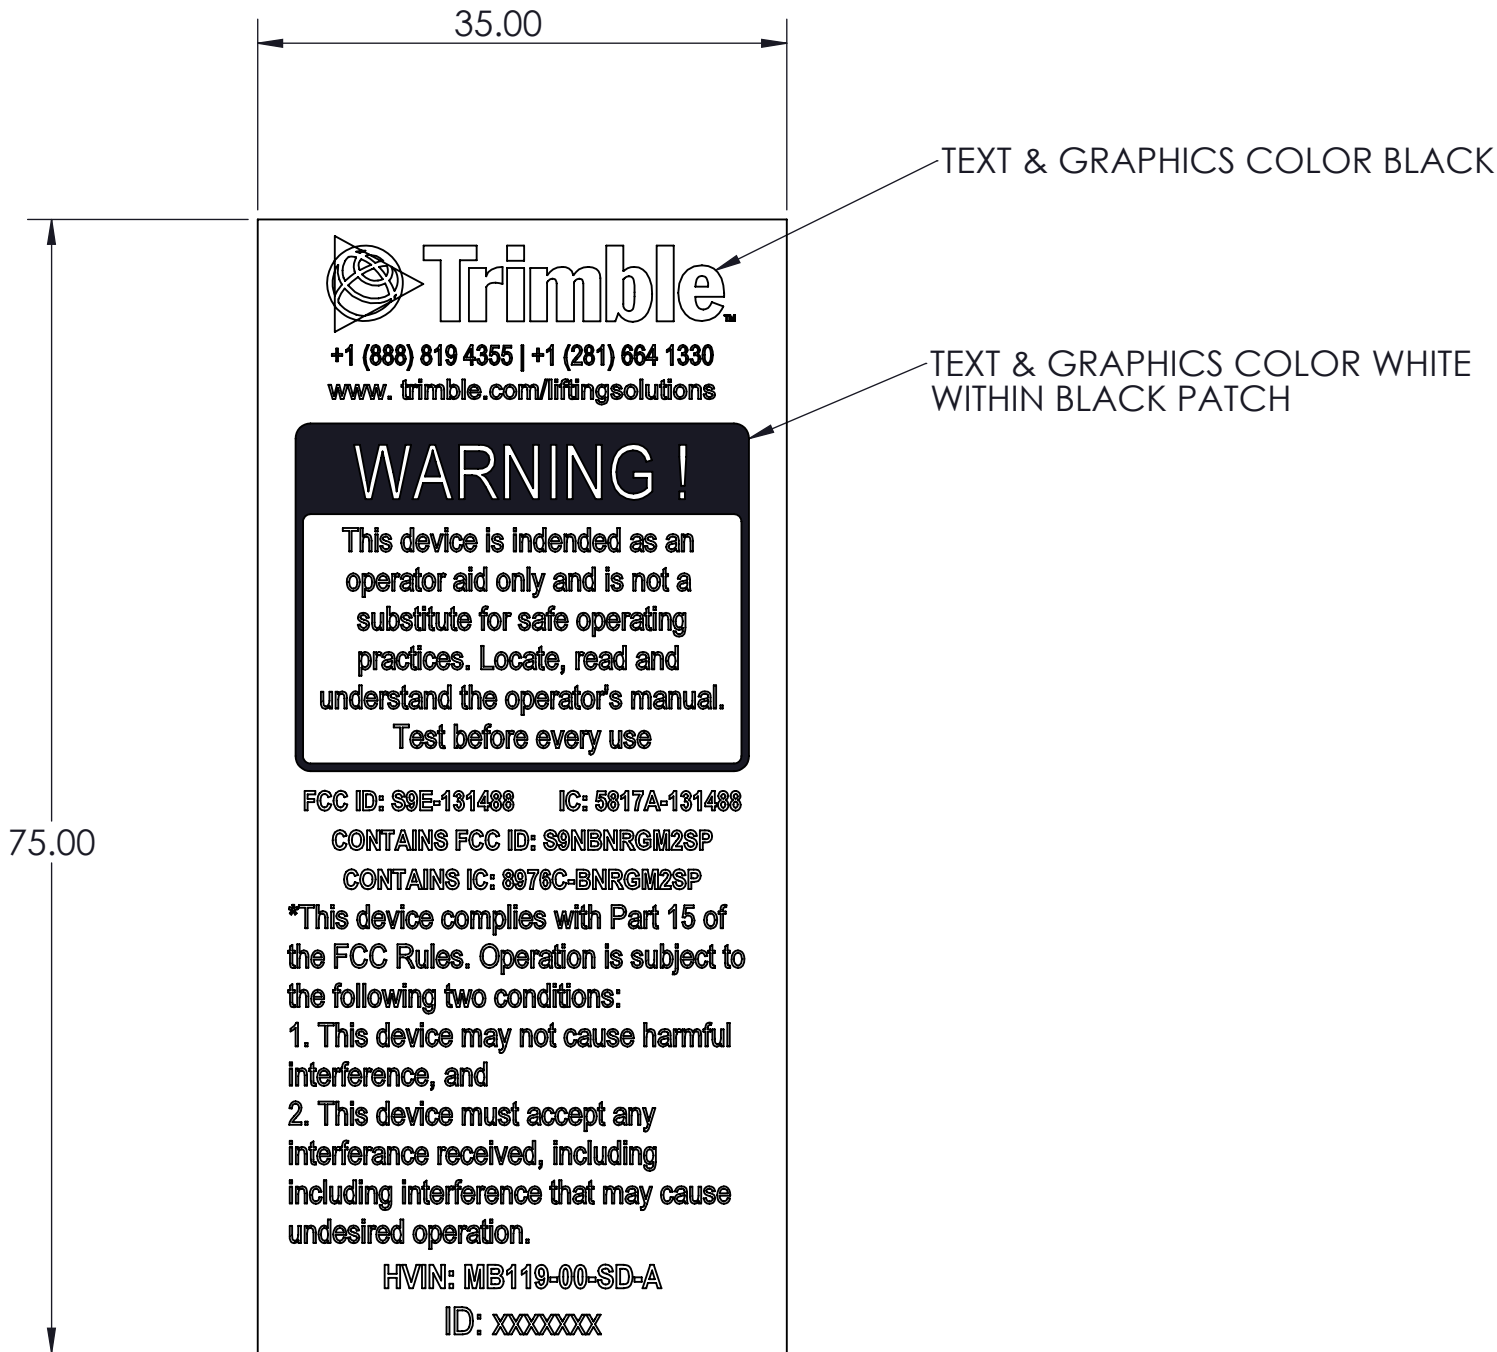 35.00
TEXT & GRAPHICS COLOR BLACK
Trimble™
+1 (888) 819 4355 | +1 (281) 664 1330
www. trimble.com/liftingsolutions
TEXT & GRAPHICS COLOR WHITE
WITHIN BLACK PATCH
WARNING !
This device is indended as an
operator aid only and is not a
substitute for safe operating
practices. Locate, read and
understand the operator's manual.
Test before every use
75.00
FCC ID: S9E-131488 IC: 5817A-131488
CONTAINS FCC ID: S9NBNRGM2SP
CONTAINS IC: 8976C-BNRGM2SP
*This device complies with Part 15 of
the FCC Rules. Operation is subject to
the following two conditions:
1. This device may not cause harmful
interference, and
2. This device must accept any
interferance received, including
including interference that may cause
undesired operation.
HVIN: MB119-00-SD-A
ID: xxxxxxx